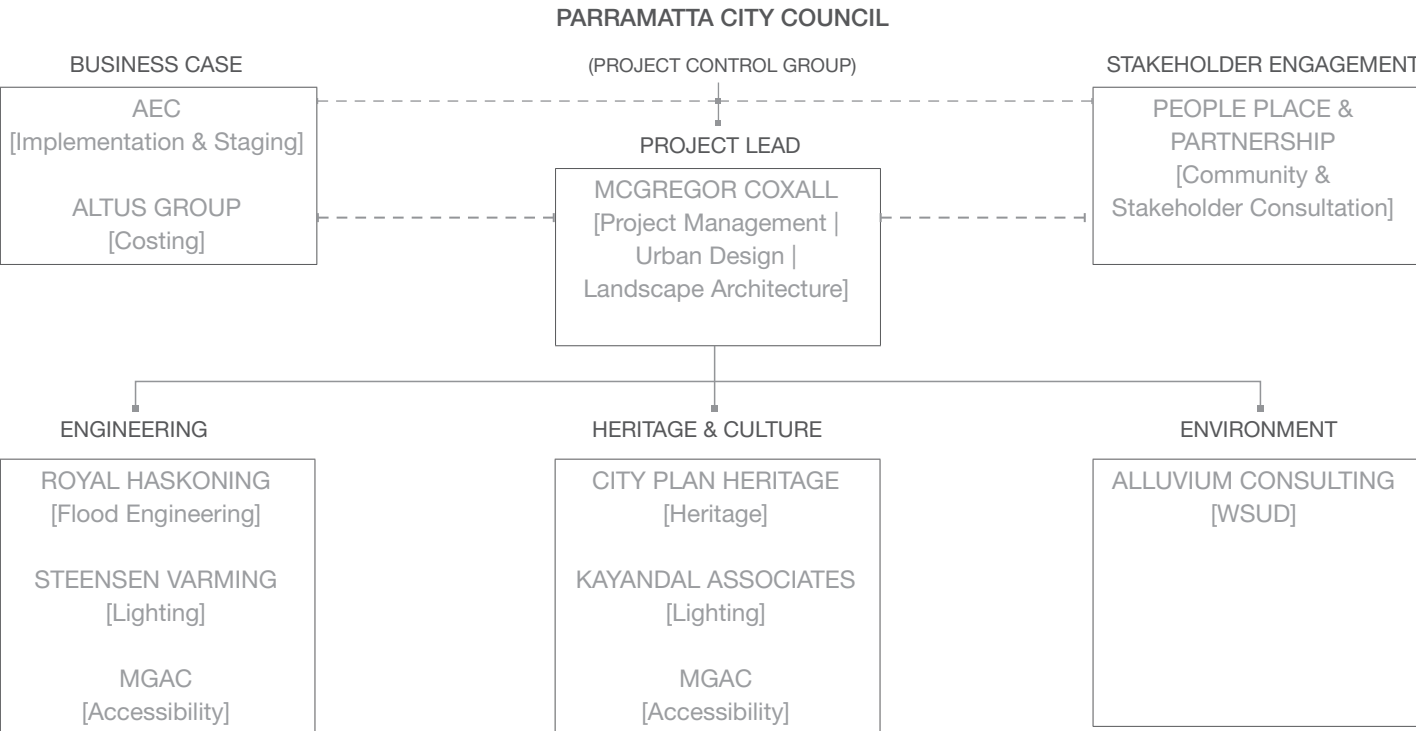 PARRAMATTA CITY COUNCIL
BUSINESS CASE
(PROJECT CONTROL GROUP)
STAKEHOLDER ENGAGEMENT
AEC
[Implementation & Staging]
ALTUS GROUP
[Costing]
PROJECT LEAD
MCGREGOR COXALL
[Project Management |
Urban Design |
Landscape Architecture]
PEOPLE PLACE &
PARTNERSHIP
[Community &
Stakeholder Consultation]
ENGINEERING
ROYAL HASKONING
[Flood Engineering]
STEENSEN VARMING
[Lighting]
MGAC
[Accessibility]
HERITAGE & CULTURE
CITY PLAN HERITAGE
[Heritage]
KAYANDAL ASSOCIATES
[Lighting]
MGAC
[Accessibility]
ENVIRONMENT
ALLUVIUM CONSULTING
[WSUD]